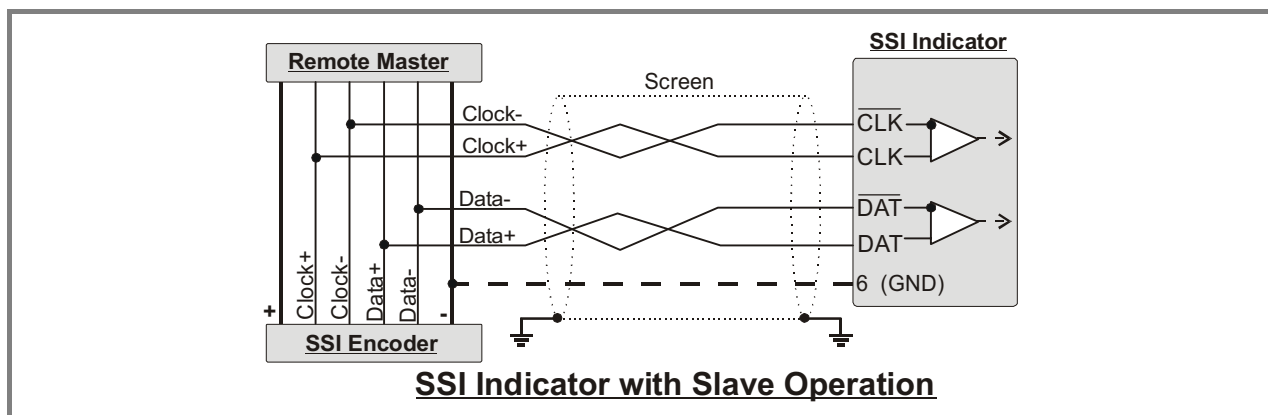 SSI Indicator
Remote Master
Screen
Clock-
CLK
Clock+
CLK
Data-
DAT
Data+
DAT
6 (GND)
+
Clock+
Clock-
Data+
Data-
-
SSI Encoder
SSI Indicator with Slave Operation